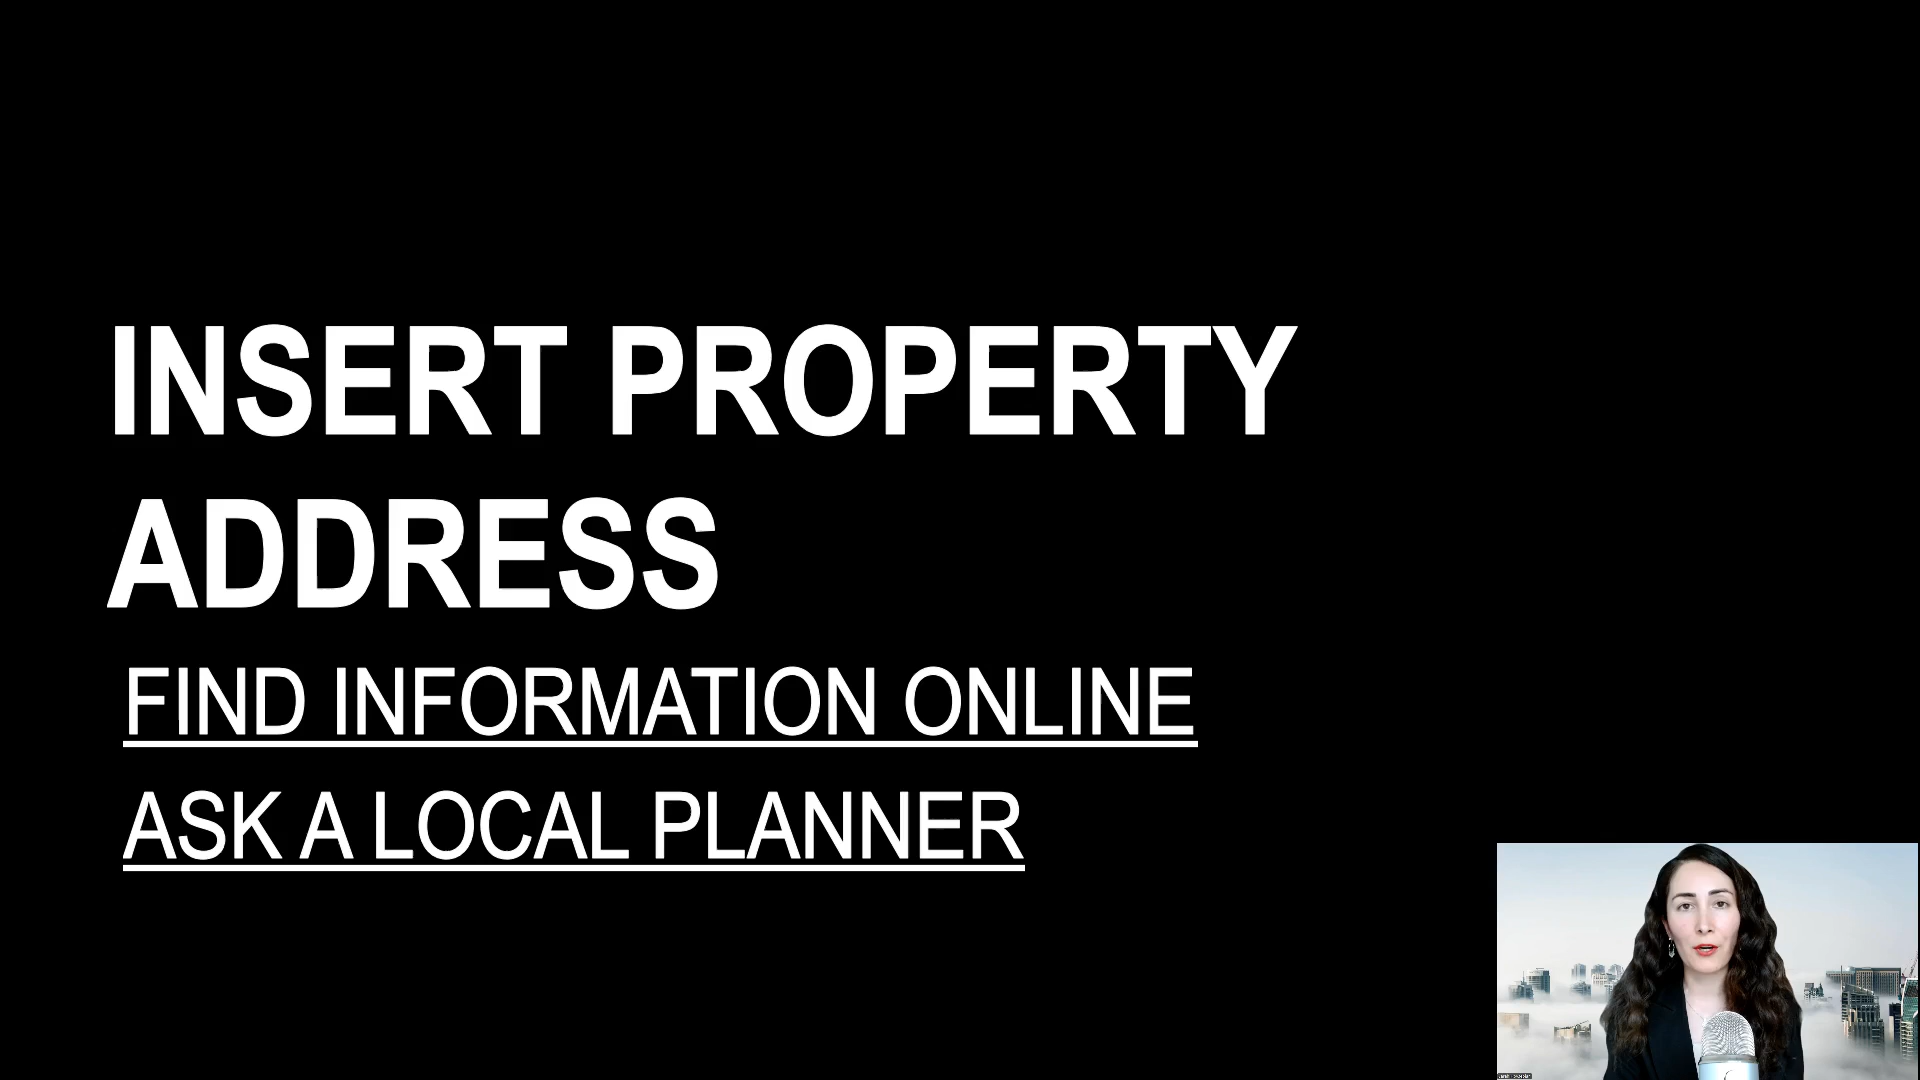 INSERT PROPERTY
ADDRESS
FIND INFORMATION ONLINE
ASK A LOCAL PLANNER